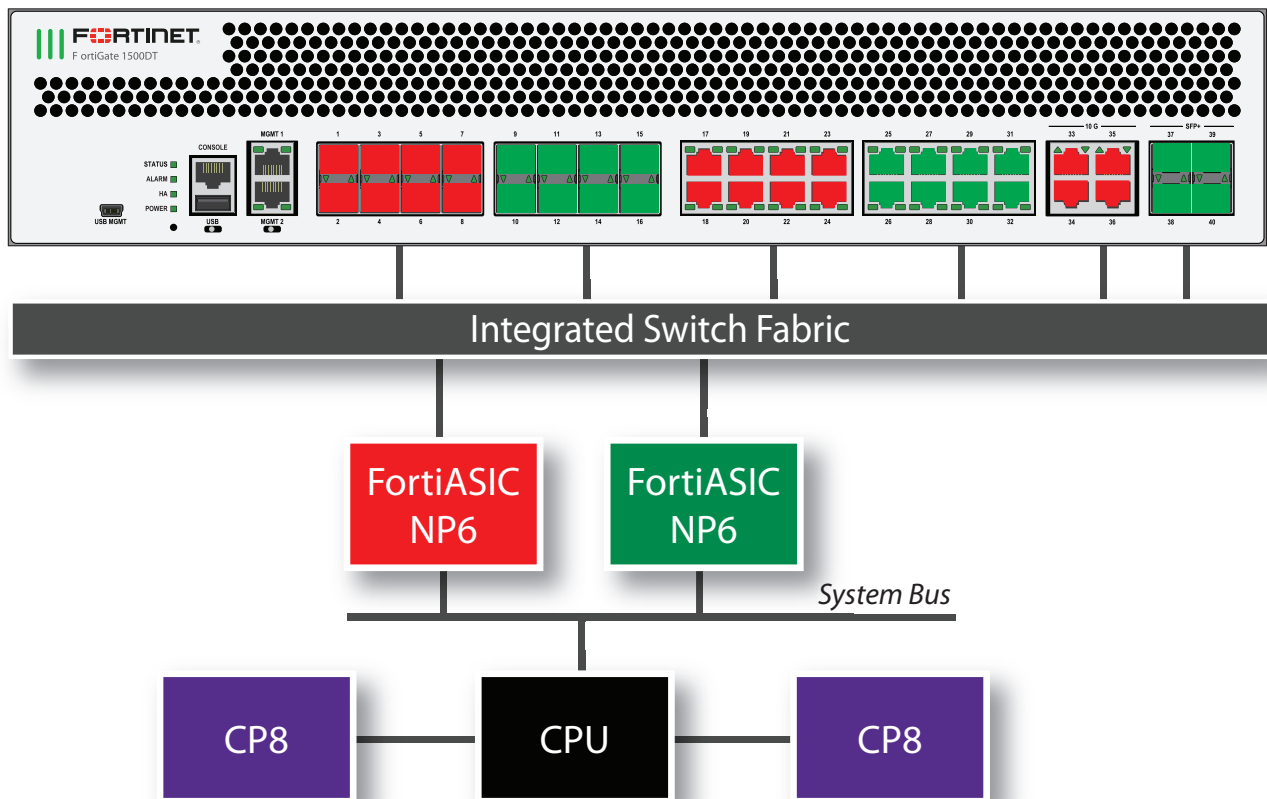 FORTINET
FortiGate 1500DT
10 G SFP+
MGMT 1 1 3 5 7 9 11 13 15 17 19 21 23 25 27 29 31 33 35 37 39
CONSOLE
STATUS
ALARM
HA
POWER
USB MGMT USB MGMT 2 2 4 6 8 10 12 14 16 18 20 22 24 26 28 30 32 34 36 38 40
Integrated Switch Fabric
FortiASIC FortiASIC
NP6 NP6
System Bus
CP8 CPU CP8